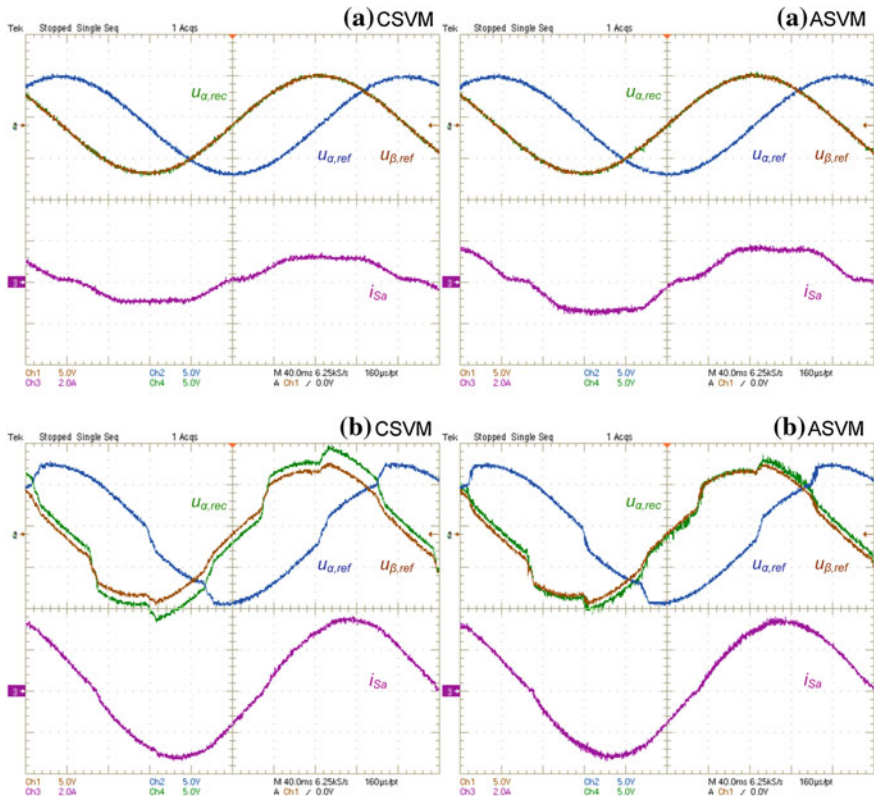 (a) CSVM
Tek Stopped Single Seq 1 Acqs
uα,rec
uα,ref
uβ,ref
iSa
Ch1 5.0V Ch2 5.0V M 40.0ms 6.25kS/s 160µs/pt
Ch3 2.0A Ch4 5.0V A Ch1 / 0.0V
(a) ASVM
Tek Stopped Single Seq 1 Acqs
uα,rec
uα,ref
uβ,ref
iSa
Ch1 5.0V Ch2 5.0V M 40.0ms 6.25kS/s 160µs/pt
Ch3 2.0A Ch4 5.0V A Ch1 / 0.0V
(b) CSVM
Tek Stopped Single Seq 1 Acqs
uα,rec
uα,ref
uβ,ref
iSa
Ch1 5.0V Ch2 5.0V M 40.0ms 6.25kS/s 160µs/pt
Ch3 2.0A Ch4 5.0V A Ch1 / 0.0V
(b) ASVM
Tek Stopped Single Seq 1 Acqs
uα,rec
uα,ref
uβ,ref
iSa
Ch1 5.0V Ch2 5.0V M 40.0ms 6.25kS/s 160µs/pt
Ch3 2.0A Ch4 5.0V A Ch1 / 0.0V